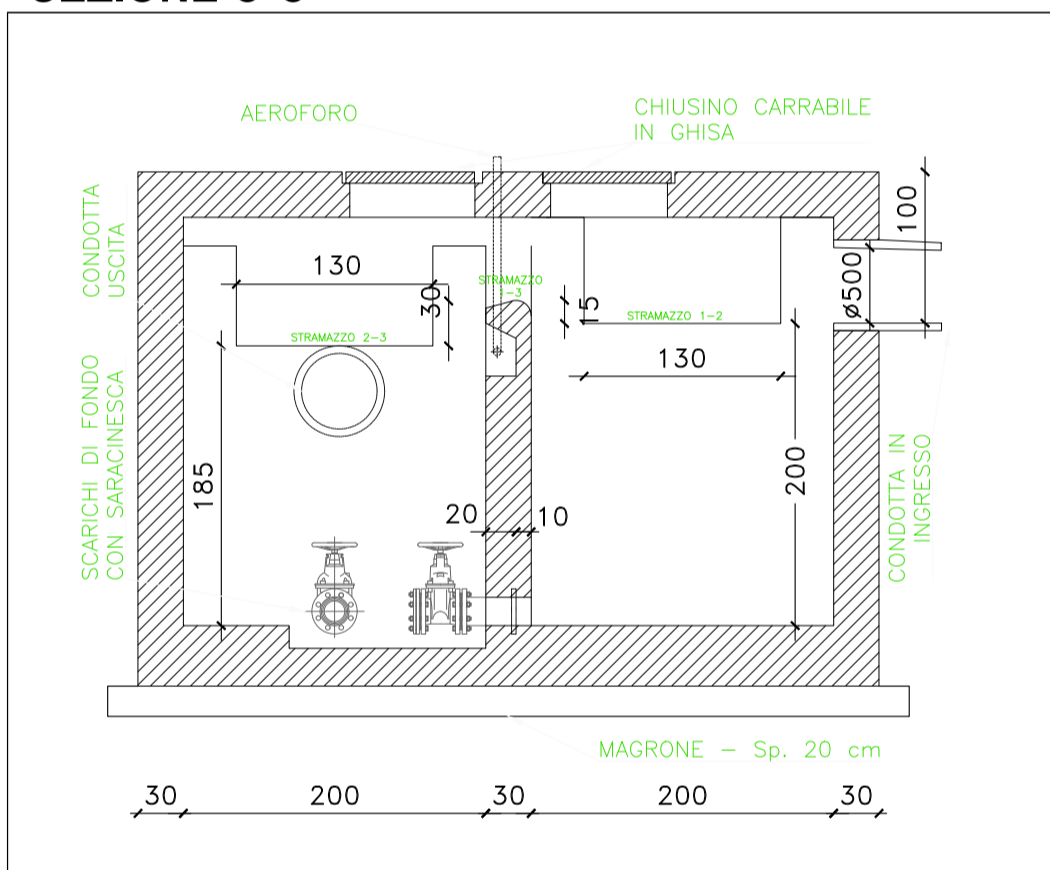 AEROFORO
CHIUSINO CARRABILE
IN GHISA
CONDOTTA
USCITA
100
130
30
STRAMAZZO
1-3
15
STRAMAZZO 1-2
ø500
STRAMAZZO 2-3
130
SCARICHI DI FONDO
CON SARACINESCA
185
200
20
10
CONDOTTA IN
INGRESSO
MAGRONE - Sp. 20 cm
30
200
30
200
30